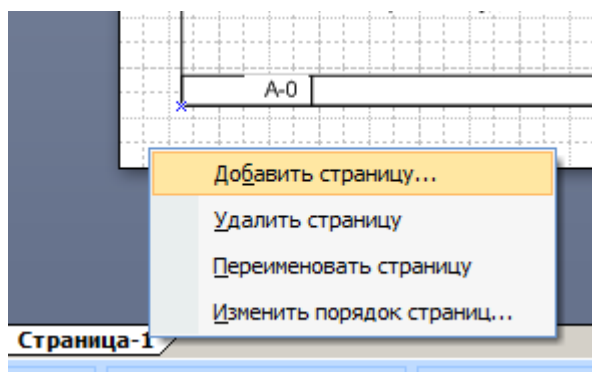 A-0
Добавить страницу...
Удалить страницу
Переименовать страницу
Изменить порядок страниц...
Страница-1